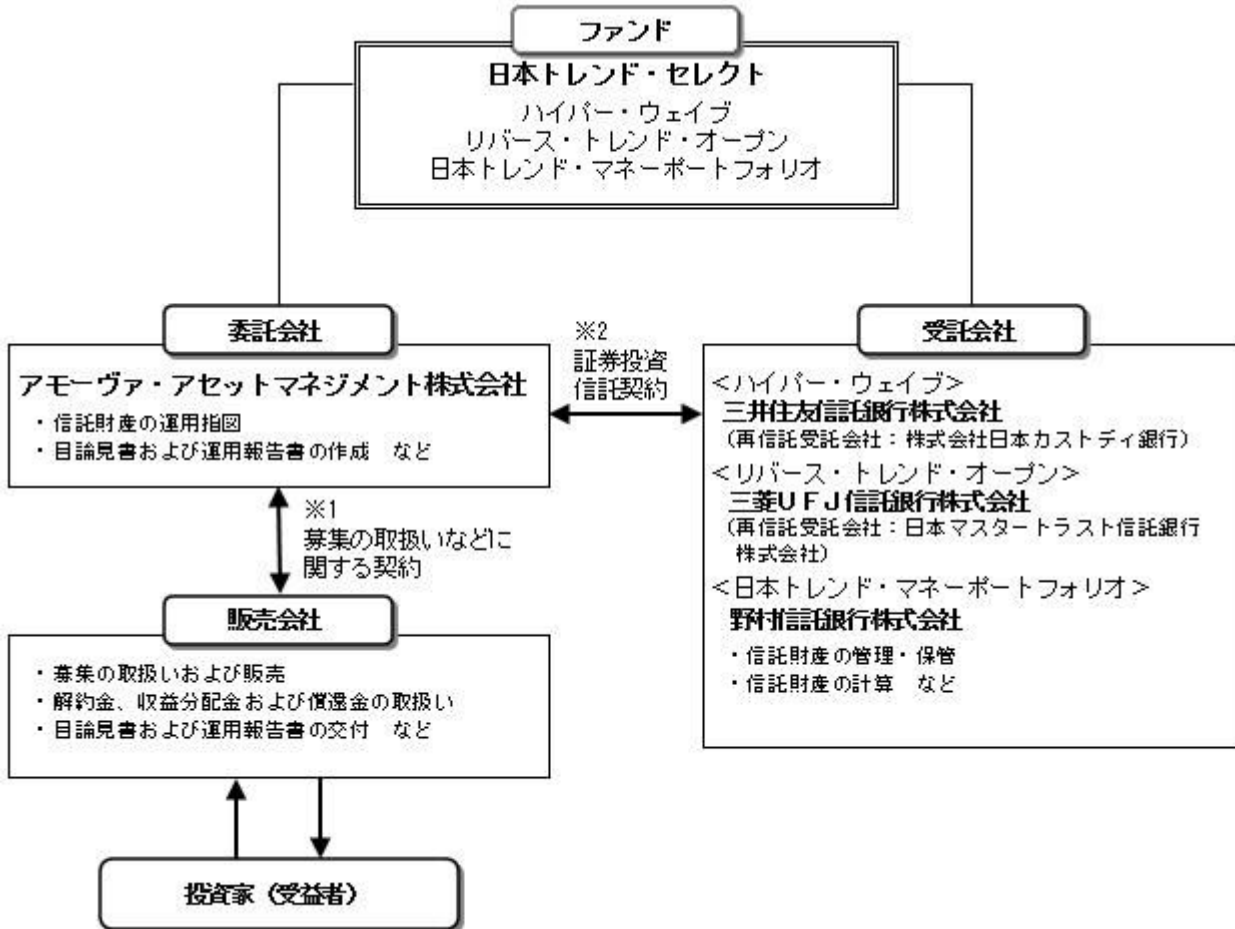 ファンド
日本トレンド・セレクト
ハイパー・ウェイブ
リバース・トレンド・オープン
日本トレンド・マネーポートフォリオ
委託会社
アモーヴァ・アセットマネジメント株式会社
・信託財産の運用指図
・目論見書および運用報告書の作成　など
※2
証券投資
信託契約
受託会社
＜ハイパー・ウェイブ＞
三井住友信託銀行株式会社
（再信託受託会社：株式会社日本カストディ銀行）
＜リバース・トレンド・オープン＞
三菱ＵＦＪ信託銀行株式会社
（再信託受託会社：日本マスタートラスト信託銀行
株式会社）
＜日本トレンド・マネーポートフォリオ＞
野村信託銀行株式会社
・信託財産の管理・保管
・信託財産の計算　など
※1
募集の取扱いなどに
関する契約
販売会社
・募集の取扱いおよび販売
・解約金、収益分配金および償還金の取扱い
・目論見書および運用報告書の交付　など
投資家（受益者）